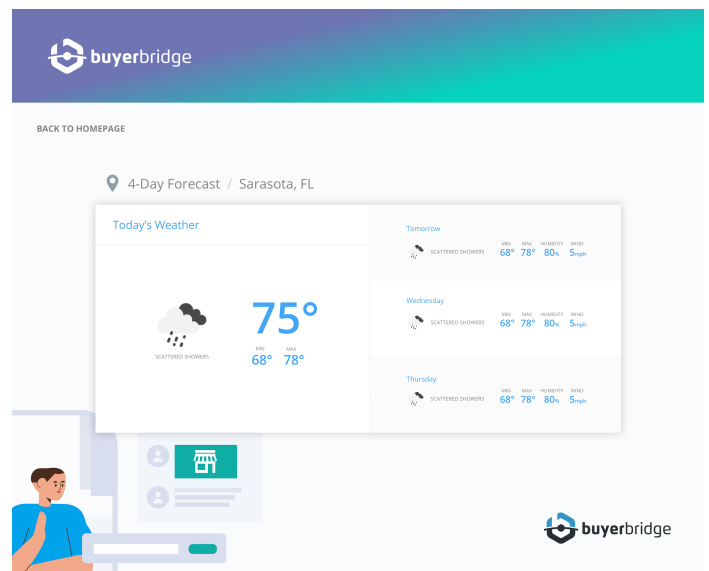 buyerbridge
BACK TO HOMEPAGE
4-Day Forecast / Sarasota, FL
Today's Weather
SCATTERED SHOWERS
75°
MIN MAX
68° 78°
Tomorrow
SCATTERED SHOWERS
MIN MAX HUMIDITY WIND
68° 78° 80% 5mph
Wednesday
SCATTERED SHOWERS
MIN MAX HUMIDITY WIND
68° 78° 80% 5mph
Thursday
SCATTERED SHOWERS
MIN MAX HUMIDITY WIND
68° 78° 80% 5mph
buyerbridge